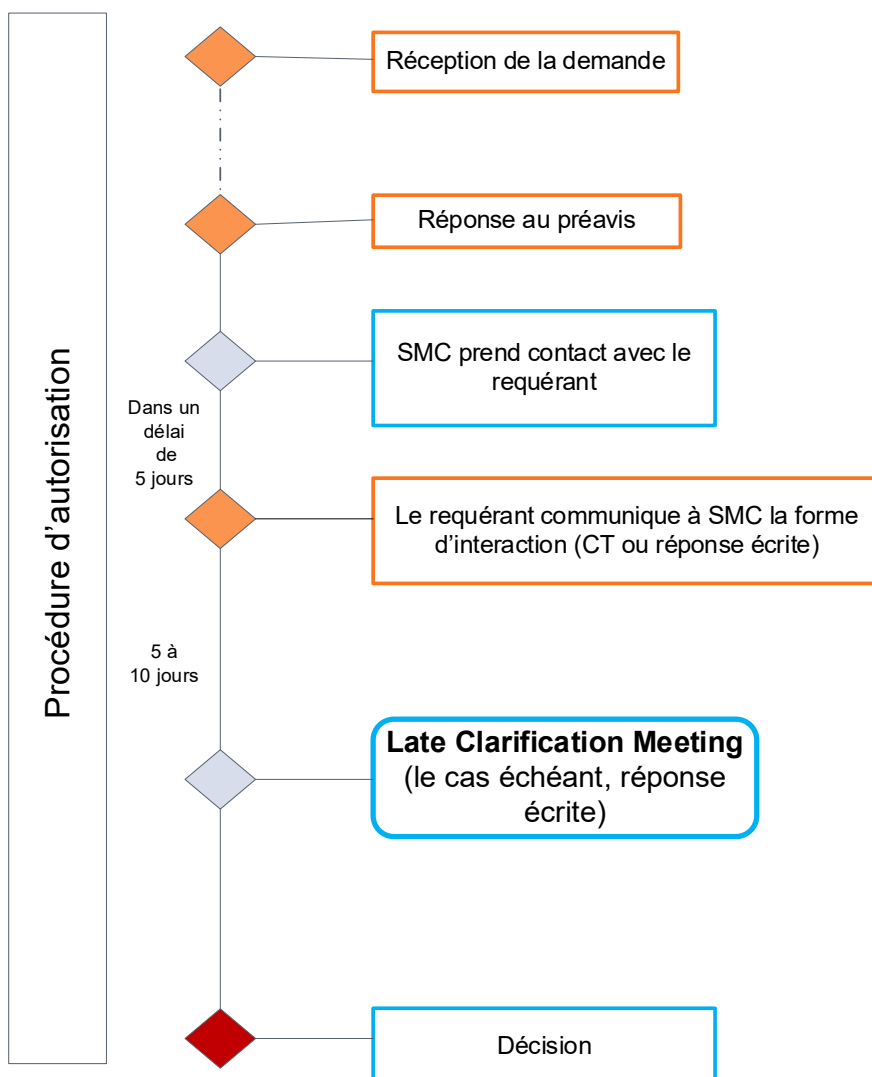 Procédure d’autorisation
Réception de la demande
Réponse au préavis
SMC prend contact avec le
requérant
Dans un
délai
de
5 jours
Le requérant communique à SMC la forme
d’interaction (CT ou réponse écrite)
5 à
10 jours
Late Clarification Meeting
(le cas échéant, réponse
écrite)
Décision